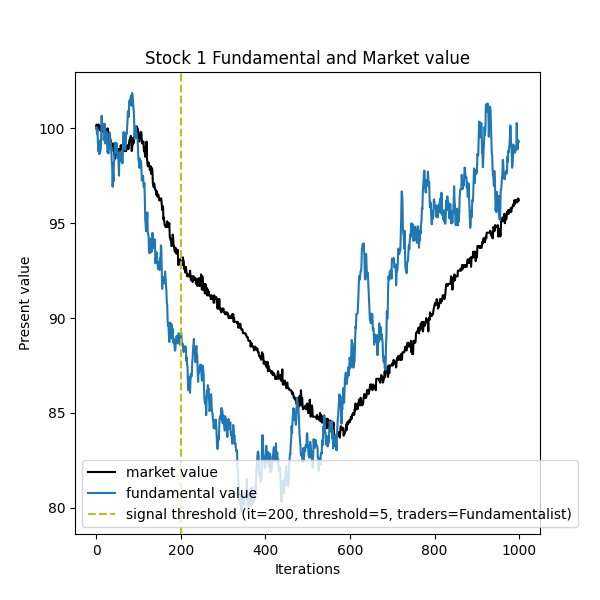 Stock 1 Fundamental and Market value
Present value
100
95
90
85
80
market value
fundamental value
signal threshold (it=200, threshold=5, traders=Fundamentalist)
0 200 400 600 800 1000
Iterations